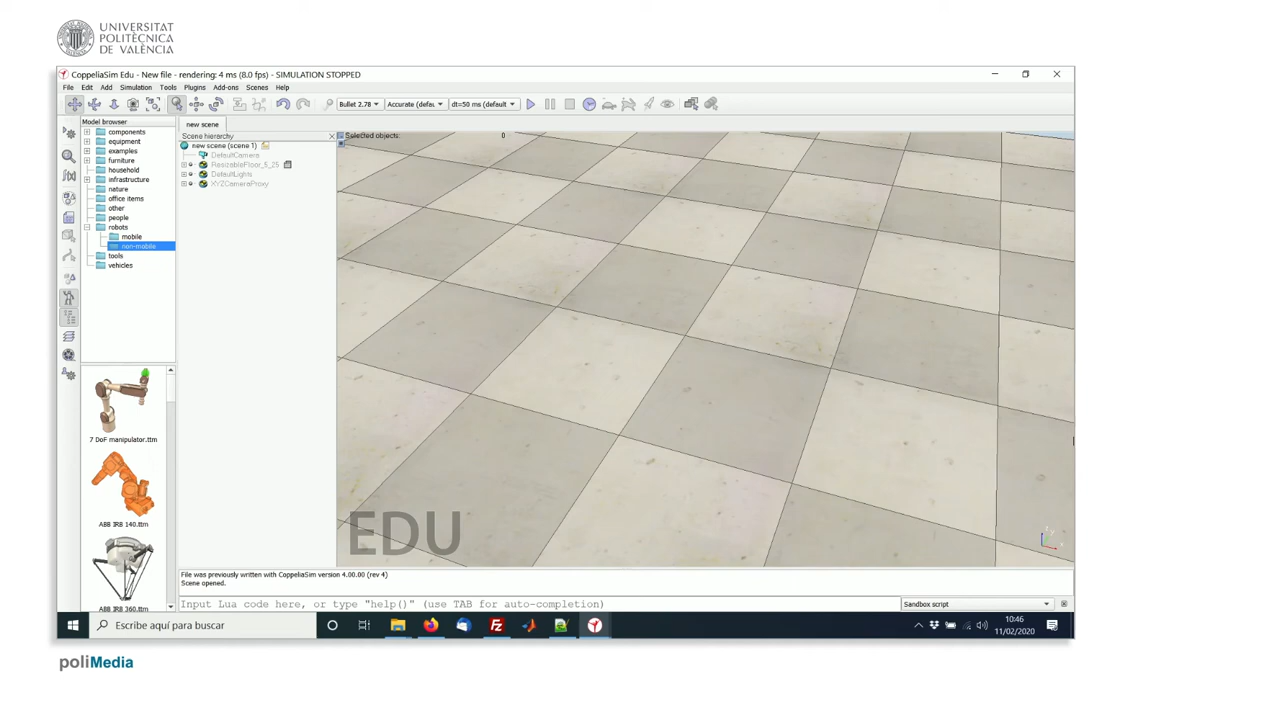 UNIVERSITAT
POLITÈCNICA
DE VALÈNCIA
CoppeliaSim Edu - New file - rendering: 4 ms (8.0 fps) - SIMULATION STOPPED
File Edit Add Simulation Tools Plugins Add-ons Scenes Help
Bullet 2.78 Accurate (defau dt=50 ms (default
new scene
Model browser
components
equipment
examples
furniture
household
infrastructure
nature
office items
other
people
robots
mobile
non-mobile
tools
vehicles
7 DoF manipulator.ttm
ABB IRB 140.ttm
ABB IRB 360.ttm
Scene hierarchy
new scene (scene 1)
DefaultCamera
ResizableFloor_5_25
DefaultLights
XYZCameraProxy
Selected objects: 0
EDU
File was previously written with CoppeliaSim version 4.00.00 (rev 4)
Scene opened.
Input Lua code here, or type "help()" (use TAB for auto-completion)
Sandbox script
Escribe aquí para buscar
10:46
11/02/2020
poliMedia